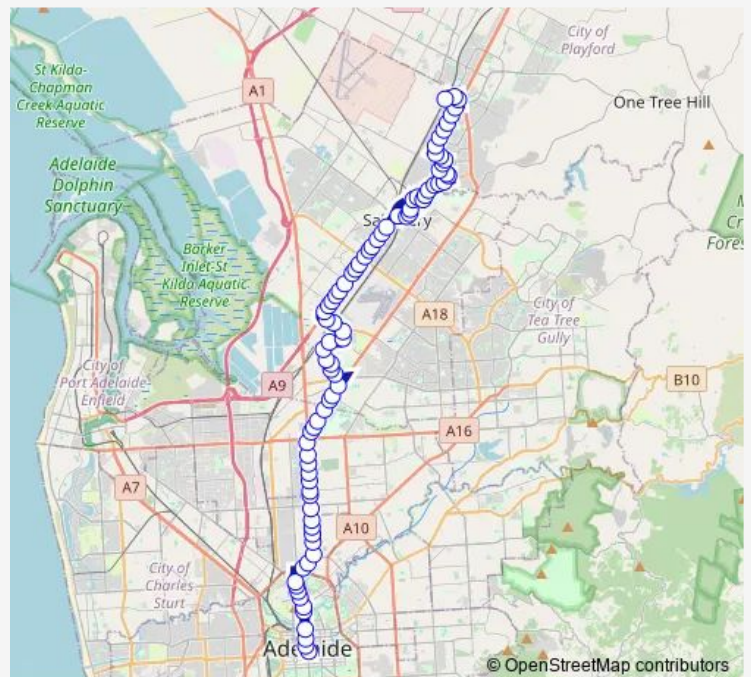 City of
Playford
St Kilda-
Chapman
Creek Aquatic
Reserve
A1
One Tree Hill
Adelaide
Dolphin
Sanctuary
Barker
Inlet-St
Kilda Aquatic
Reserve
A18
City of
Tea Tree
Gully
City of
Port Adelaide
Enfield
A9
B10
A16
A7
A10
City of
Charles
Sturt
Adelaide
© OpenStreetMap contributors